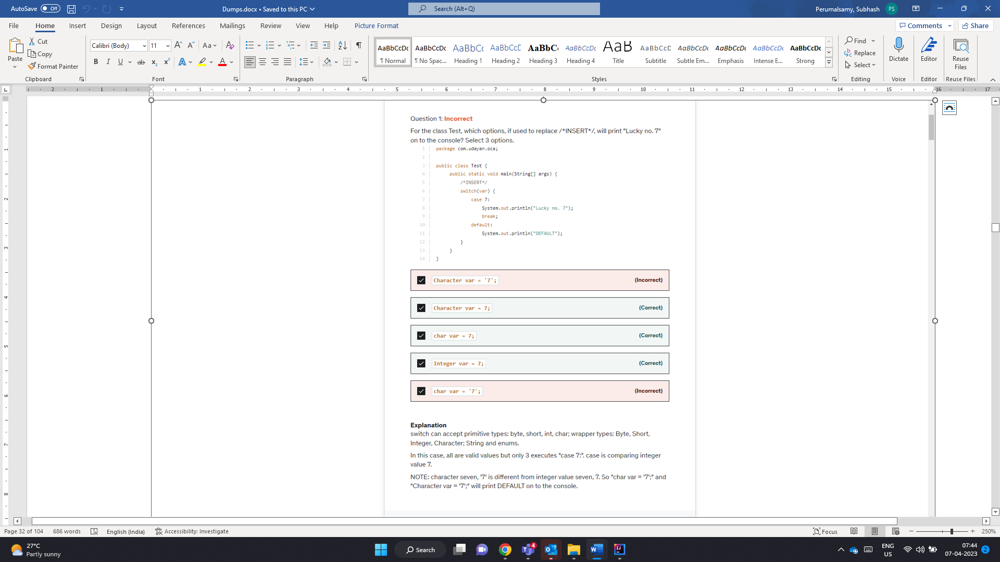 AutoSave Off
Dumps.docx • Saved to this PC
Search (Alt+Q)
Perumalsamy, Subhash PS
File Home Insert Design Layout References Mailings Review View Help Picture Format
Comments Share
Paste
Cut
Copy
Format Painter
Calibri (Body) 11
Normal
No Spac...
Heading 1
Heading 2
Heading 3
Heading 4
Title
Subtitle
Subtle Em...
Emphasis
Intense E...
Strong
Find
Replace
Select
Dictate
Editor
Reuse Files
Clipboard Font Paragraph Styles Editing Voice Editor Reuse Files
Question 1: Incorrect
For the class Test, which options, if used to replace /*INSERT*/, will print "Lucky no. 7"
on to the console? Select 3 options.
1 package com.udayan.oca;
2
3 public class Test {
4 public static void main(String[] args) {
5 /*INSERT*/
6 switch(var) {
7 case 7:
8 System.out.println("Lucky no. 7");
9 break;
10 default:
11 System.out.println("DEFAULT");
12 }
13 }
14 }
Character var = '7'; (Incorrect)
Character var = 7; (Correct)
char var = 7; (Correct)
Integer var = 7; (Correct)
char var = '7'; (Incorrect)
Explanation
switch can accept primitive types: byte, short, int, char; wrapper types: Byte, Short,
Integer, Character; String and enums.
In this case, all are valid values but only 3 executes "case 7:". case is comparing integer
value 7.
NOTE: character seven, '7' is different from integer value seven, 7. So "char var = '7';" and
"Character var = '7';" will print DEFAULT on to the console.
Page 32 of 104 686 words English (India) Accessibility: Investigate
Focus 250%
27°C
Partly sunny
Search
4
ENG
US
07:44
07-04-2023
2